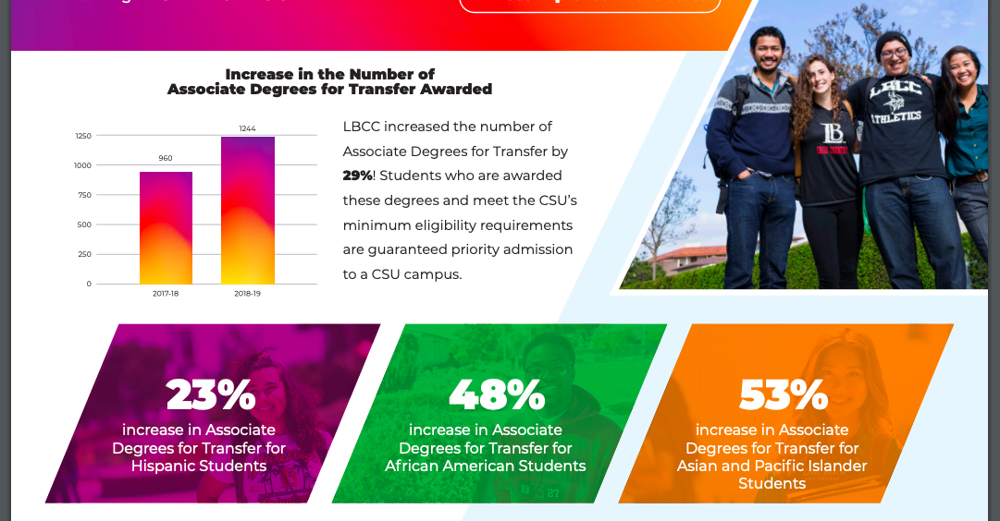 Increase in the Number of
Associate Degrees for Transfer Awarded
1250
1000
750
500
250
0
960
1244
2017-18
2018-19
LBCC increased the number of
Associate Degrees for Transfer by
29%! Students who are awarded
these degrees and meet the CSU’s
minimum eligibility requirements
are guaranteed priority admission
to a CSU campus.
LB
LBCC
ATHLETICS
23%
increase in Associate
Degrees for Transfer for
Hispanic Students
48%
increase in Associate
Degrees for Transfer for
African American Students
53%
increase in Associate
Degrees for Transfer for
Asian and Pacific Islander
Students